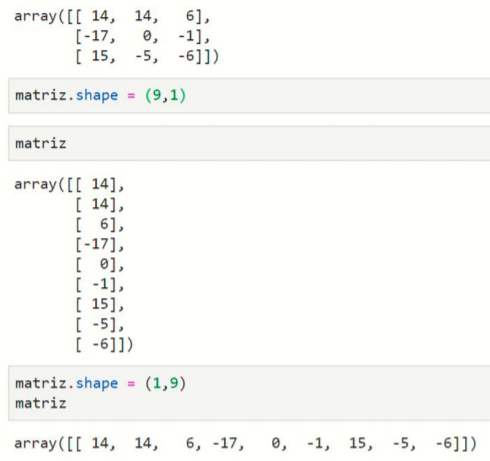 array([[ 14,  14,   6],
       [-17,   0,  -1],
       [ 15,  -5,  -6]])
matriz.shape = (9,1)
matriz
array([[ 14],
       [ 14],
       [  6],
       [-17],
       [  0],
       [ -1],
       [ 15],
       [ -5],
       [ -6]])
matriz.shape = (1,9)
matriz
array([[ 14,  14,   6, -17,   0,  -1,  15,  -5,  -6]])